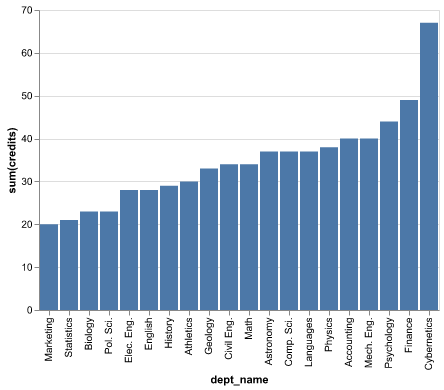 70
60
50
40
30
20
10
0
sum(credits)
Marketing
Statistics
Biology
Pol. Sci.
Elec. Eng.
English
History
Athletics
Geology
Civil Eng.
Math
Astronomy
Comp. Sci.
Languages
Physics
Accounting
Mech. Eng.
Psychology
Finance
Cybernetics
dept_name